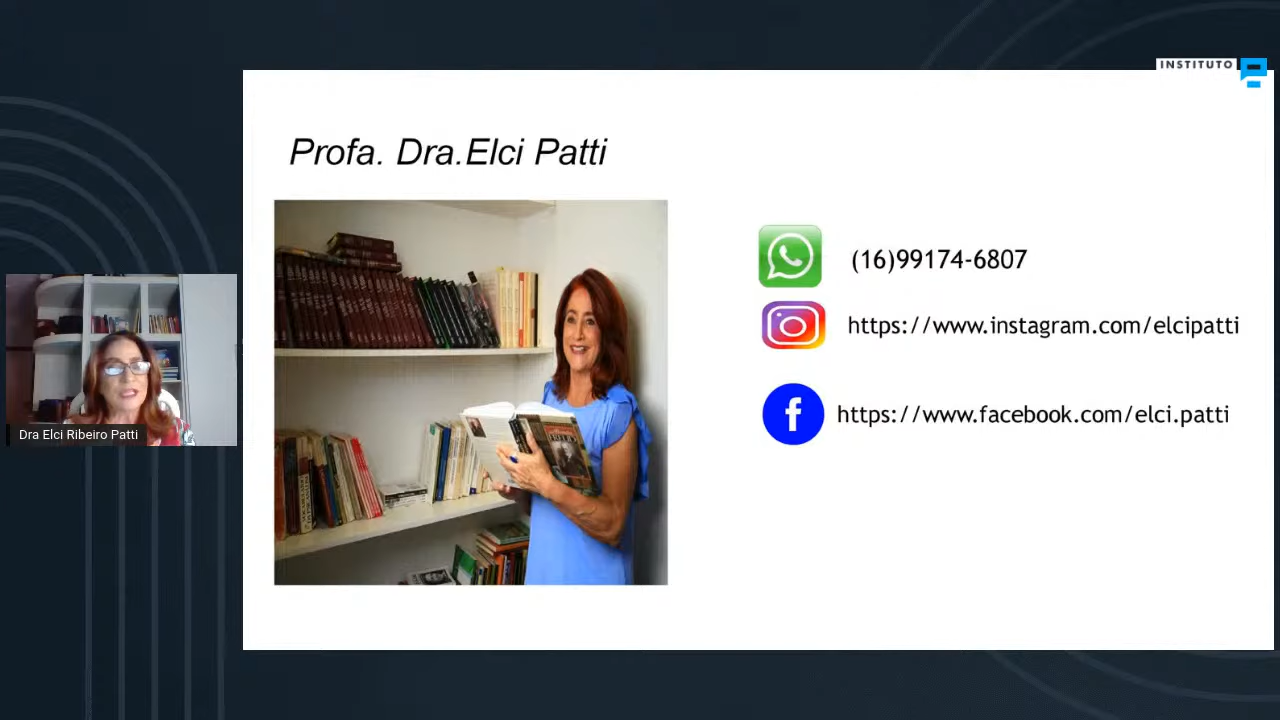 INSTITUTO
Profa. Dra.Elci Patti
(16)99174-6807
https://www.instagram.com/elcipatti
https://www.facebook.com/elci.patti
Dra Elci Ribeiro Patti